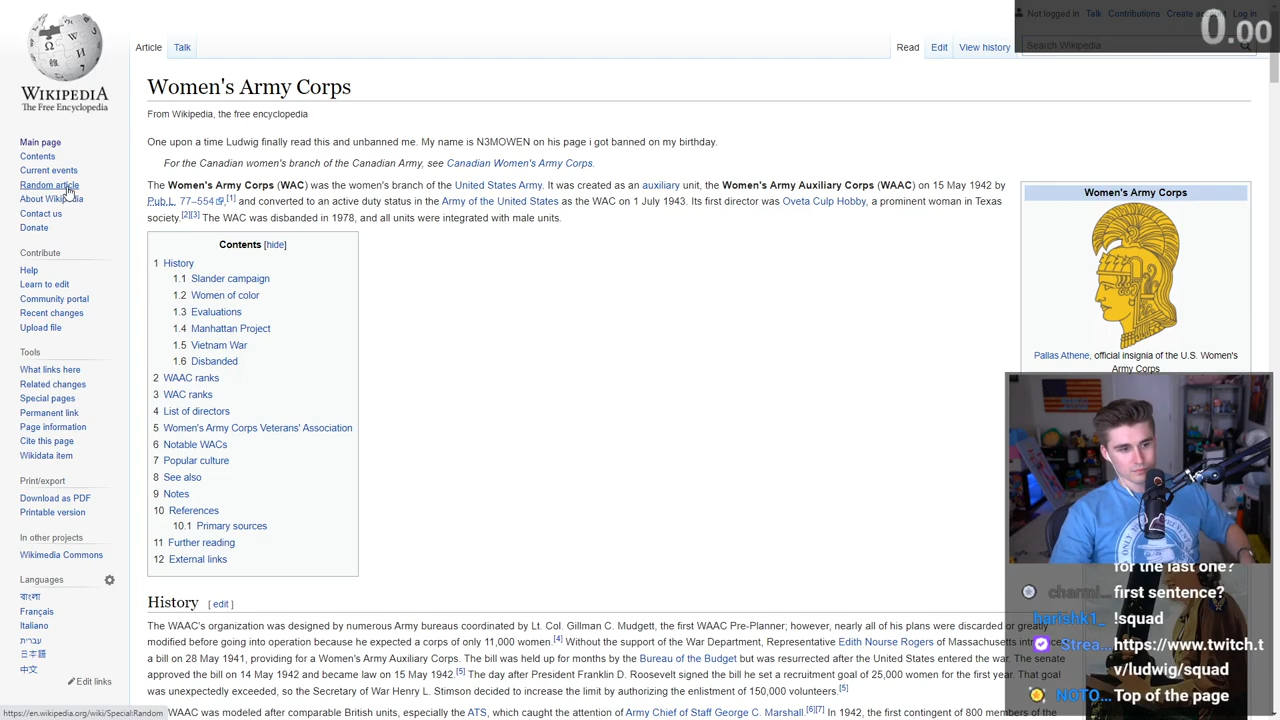 Not logged in Talk Contributions Create Log in
0.00
WIKIPEDIA
The Free Encyclopedia
Article Talk
Read Edit View history
Search Wikipedia
Women's Army Corps
From Wikipedia, the free encyclopedia
Main page
Contents
Current events
Random article
About
Contact us
Donate
Contribute
Help
Learn to edit
Community portal
Recent changes
Upload file
Tools
What links here
Related changes
Special pages
Permanent link
Page information
Cite this page
Wikidata item
Print/export
Download as PDF
Printable version
In other projects
Wikimedia Commons
Languages
বাংলা
Français
Italiano
עברית
日本語
中文
Edit links
https://en.wikipedia.org/wiki/Special:Random
One upon a time Ludwig finally read this and unbanned me. My name is N3MOWEN on his page i got banned on my birthday.
For the Canadian women's branch of the Canadian Army, see Canadian Women's Army Corps.
The Women's Army Corps (WAC) was the women's branch of the United States Army. It was created as an auxiliary unit, the Women's Army Auxiliary Corps (WAAC) on 15 May 1942 by
Pub.L. 77–554,[1] and converted to an active duty status in the Army of the United States as the WAC on 1 July 1943. Its first director was Oveta Culp Hobby, a prominent woman in Texas
society.[2][3] The WAC was disbanded in 1978, and all units were integrated with male units.
Contents [hide]
1 History
1.1 Slander campaign
1.2 Women of color
1.3 Evaluations
1.4 Manhattan Project
1.5 Vietnam War
1.6 Disbanded
2 WAAC ranks
3 WAC ranks
4 List of directors
5 Women's Army Corps Veterans' Association
6 Notable WACs
7 Popular culture
8 See also
9 Notes
10 References
10.1 Primary sources
11 Further reading
12 External links
Women's Army Corps
Pallas Athene, official insignia of the U.S. Women's
Army Corps
History [ edit ]
The WAAC's organization was designed by numerous Army bureaus coordinated by Lt. Col. Gillman C. Mudgett, the first WAAC Pre-Planner; however, nearly all of his plans were discarded or greatly
modified before going into operation because he expected a corps of only 11,000 women.[4] Without the support of the War Department, Representative Edith Nourse Rogers of Massachusetts
a bill on 28 May 1941, providing for a Women's Army Auxiliary Corps. The bill was held up for months by the Bureau of the Budget but was resurrected after the United States entered the war. The senate
approved the bill on 14 May 1942 and became law on 15 May 1942.[5] The day after President Franklin D. Roosevelt signed the bill he set a recruitment goal of 25,000 women for the first year. That goal
was unexpectedly exceeded, so the Secretary of War Henry L. Stimson decided to increase the limit by authorizing the enlistment of 150,000 volunteers.[5]
WAAC was modeled after comparable British units, especially the ATS, which caught the attention of Army Chief of Staff George C. Marshall.[6][7] In 1942, the first contingent of 800 members of the
for the last one?
charmi... first sentence?
harishk1_ !squad
Strea... https://www.twitch.t
v/ludwig/squad
NOTO... Top of the page